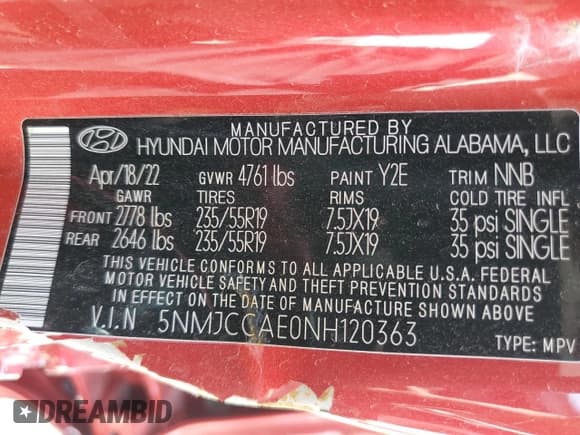 MANUFACTURED BY
HYUNDAI MOTOR MANUFACTURING ALABAMA, LLC
Apr/18/22 GVWR 4761 lbs PAINT Y2E TRIM NNB
GAWR TIRES RIMS COLD TIRE INFL
FRONT 2778 lbs 235/55R19 7.5JX19 35 psi SINGLE
REAR 2646 lbs 235/55R19 7.5JX19 35 psi SINGLE
THIS VEHICLE CONFORMS TO ALL APPLICABLE U.S.A. FEDERAL
MOTOR VEHICLE SAFETY AND THEFT PREVENTION STANDARDS
IN EFFECT ON THE DATE OF MANUFACTURE SHOWN ABOVE
V.I.N 5NMJCCAE0NH120363
TYPE: MPV
DREAMBID